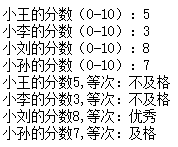 小王的分数（0-10）：5
小李的分数（0-10）：3
小刘的分数（0-10）：8
小孙的分数（0-10）：7
小王的分数5,等次：不及格
小李的分数3,等次：不及格
小刘的分数8,等次：优秀
小孙的分数7,等次：及格